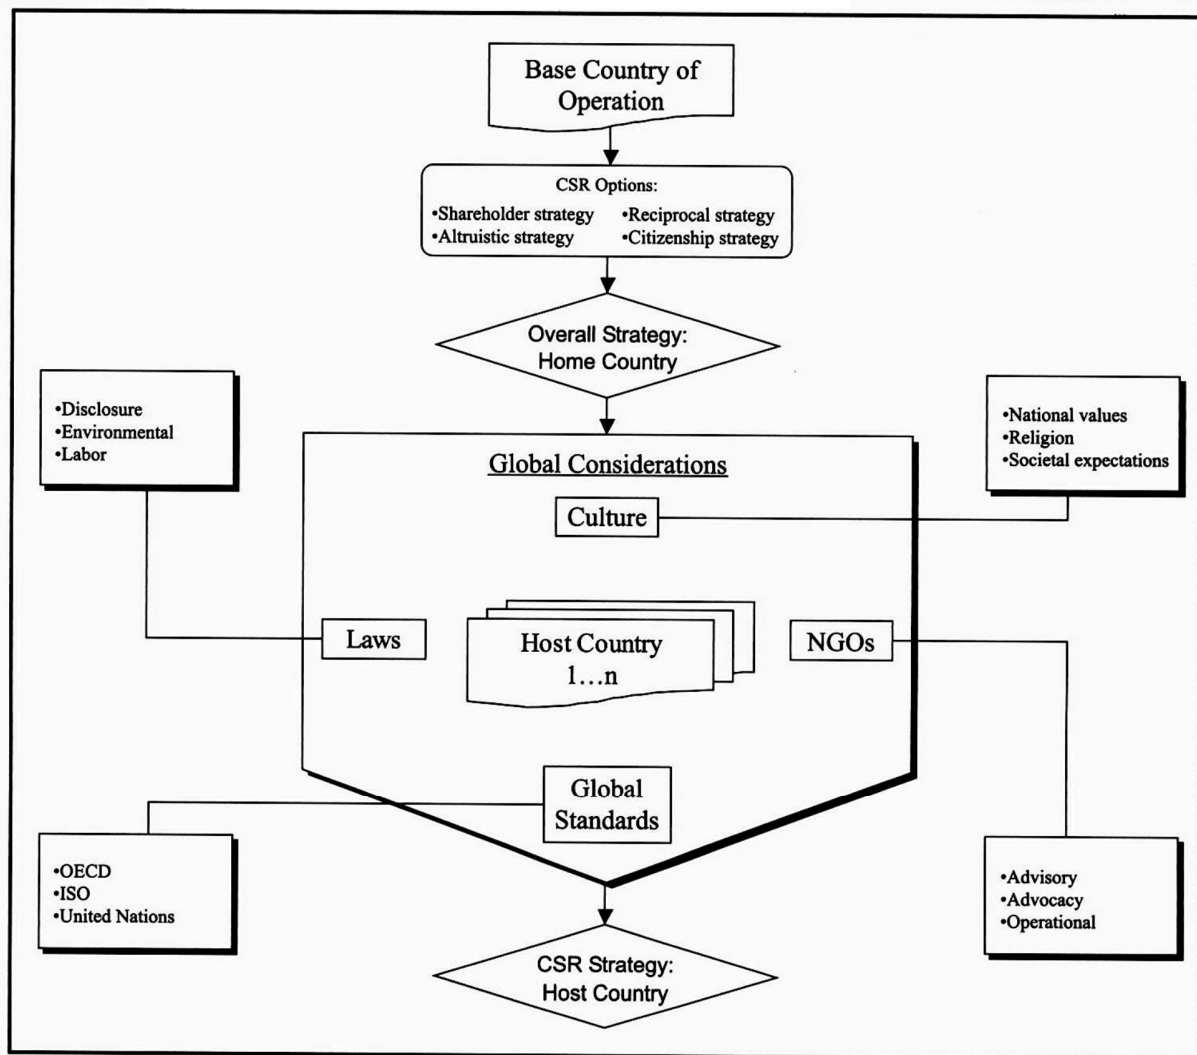 Base Country of
Operation
CSR Options:
•Shareholder strategy •Reciprocal strategy
•Altruistic strategy •Citizenship strategy
Overall Strategy:
Home Country
•Disclosure
•Environmental
•Labor
•National values
•Religion
•Societal expectations
Global Considerations
Culture
Laws
Host Country
1…n
NGOs
Global
Standards
•OECD
•ISO
•United Nations
•Advisory
•Advocacy
•Operational
CSR Strategy:
Host Country